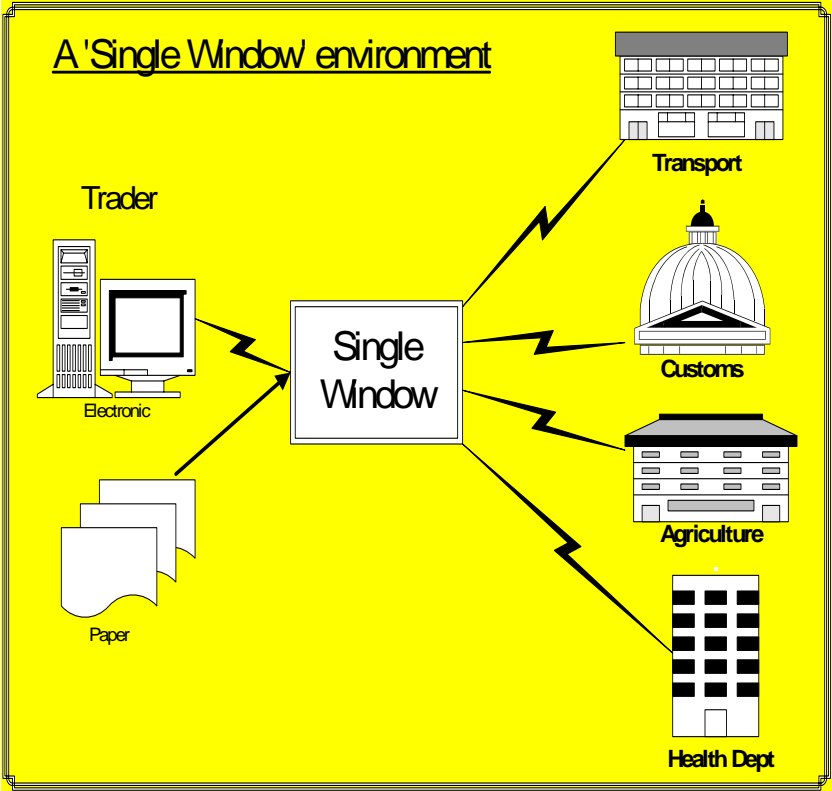 A 'Single Window' environment
Transport
Trader
Customs
Single
Window
Electronic
Agriculture
Paper
Health Dept